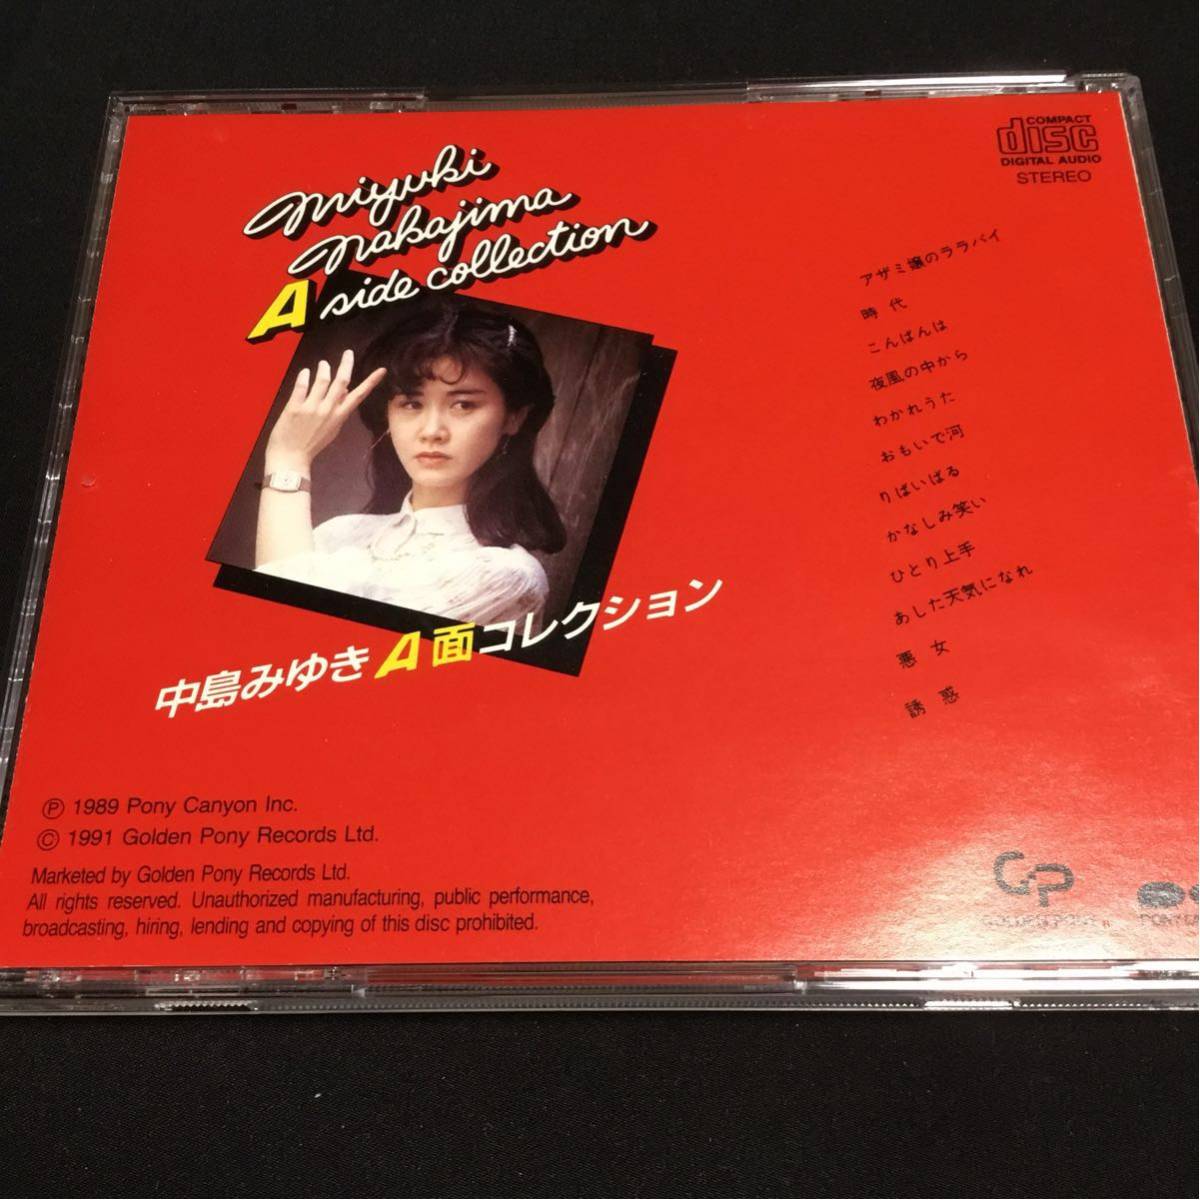 miyuki
nakajima
A side collection
COMPACT
disc
DIGITAL AUDIO
STEREO
アザミ嬢のララバイ
時代
こんばんは
夜風の中から
わかれうた
おもいで河
りばいばる
かなしみ笑い
ひとり上手
あした天気になれ
悪女
誘惑
中島みゆきA面コレクション
Ⓟ 1989 Pony Canyon Inc.
Ⓒ 1991 Golden Pony Records Ltd.
Marketed by Golden Pony Records Ltd.
All rights reserved. Unauthorized manufacturing, public performance,
broadcasting, hiring, lending and copying of this disc prohibited.
GP
GOLDEN PONY
PONY